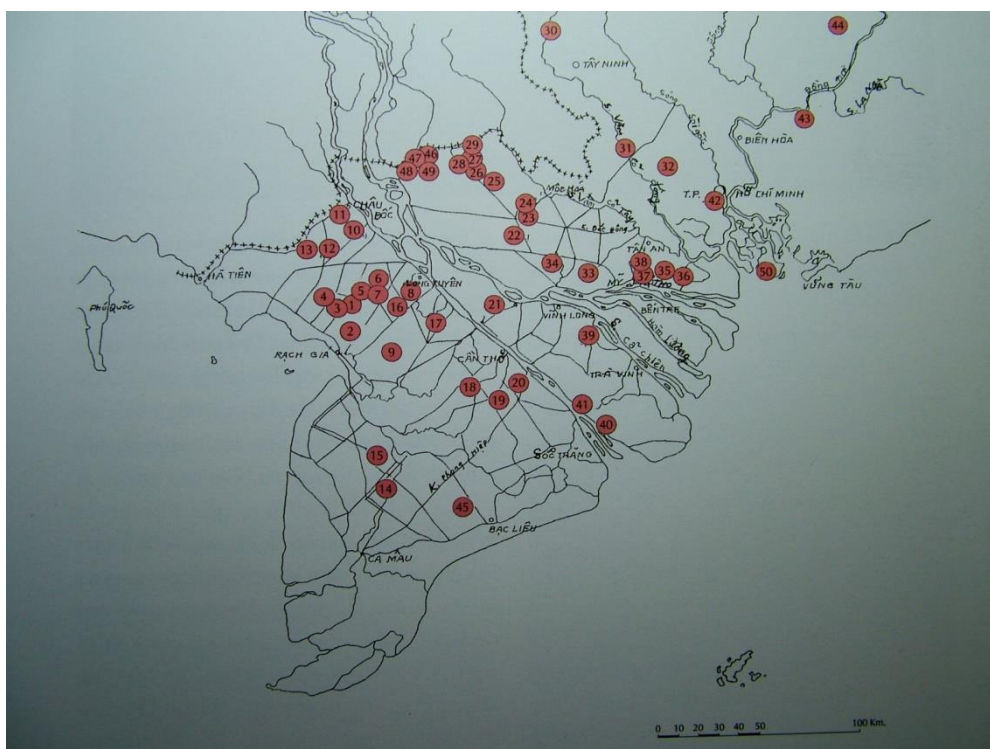 44
30
TÂY NINH
43
BIÊN HÒA
31
32
29
46
47
27
28
48
49
26
25
MỘC HOÁ
24
23
22
T.P.
42
HỒ CHÍ MINH
CHÂU
ĐỐC
11
10
13
12
HÀ TIÊN
PHÚ QUỐC
TÂN AN
34
33
38
37
35
36
50
VŨNG TÀU
MỸ THO
BẾN TRE
6
5
7
4
3
1
LONG XUYÊN
8
16
17
2
9
RẠCH GIÁ
21
VĨNH LONG
39
TRÀ VINH
CẦN THƠ
18
20
19
41
40
SÓC TRĂNG
15
14
K. Phụng Hiệp
45
BẠC LIÊU
CÀ MÂU
0 10 20 30 40 50 100 Km.